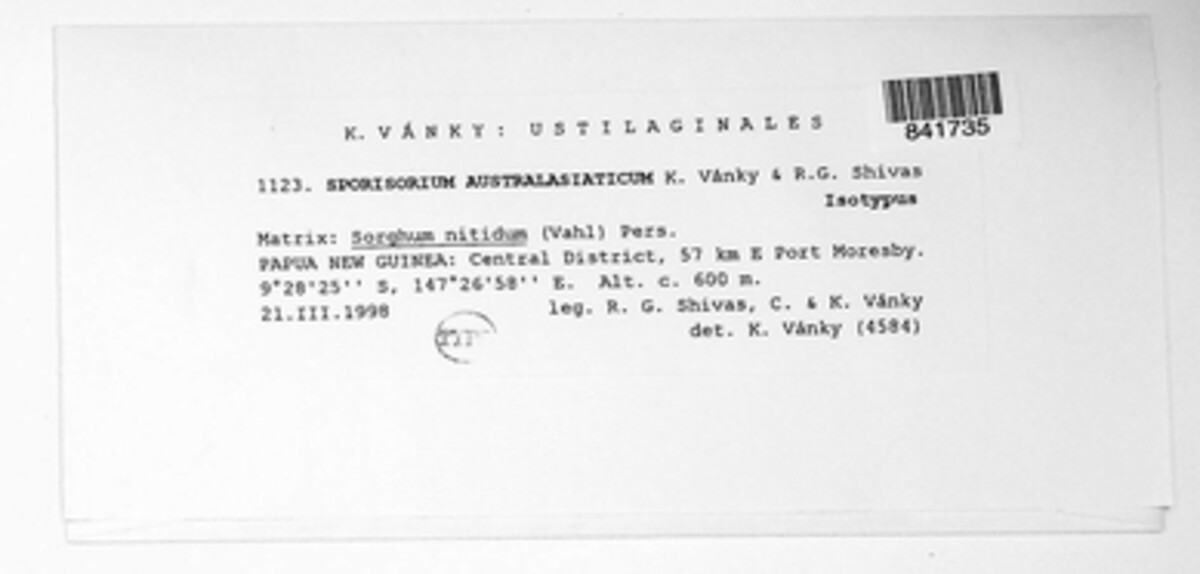 841735
K. VÁNKY: USTILAGINALES
1123. SPORISORIUM AUSTRALASIATICUM K. Vánky & R.G. Shivas
Isotypus
Matrix: Sorghum nitidum (Vahl) Pers.
PAPUA NEW GUINEA: Central District, 57 km E Port Moresby.
9°28'25'' S, 147°26'58'' E. Alt. c. 600 m.
21.III.1998 leg. R. G. Shivas, C. & K. Vánky
det. K. Vánky (4584)